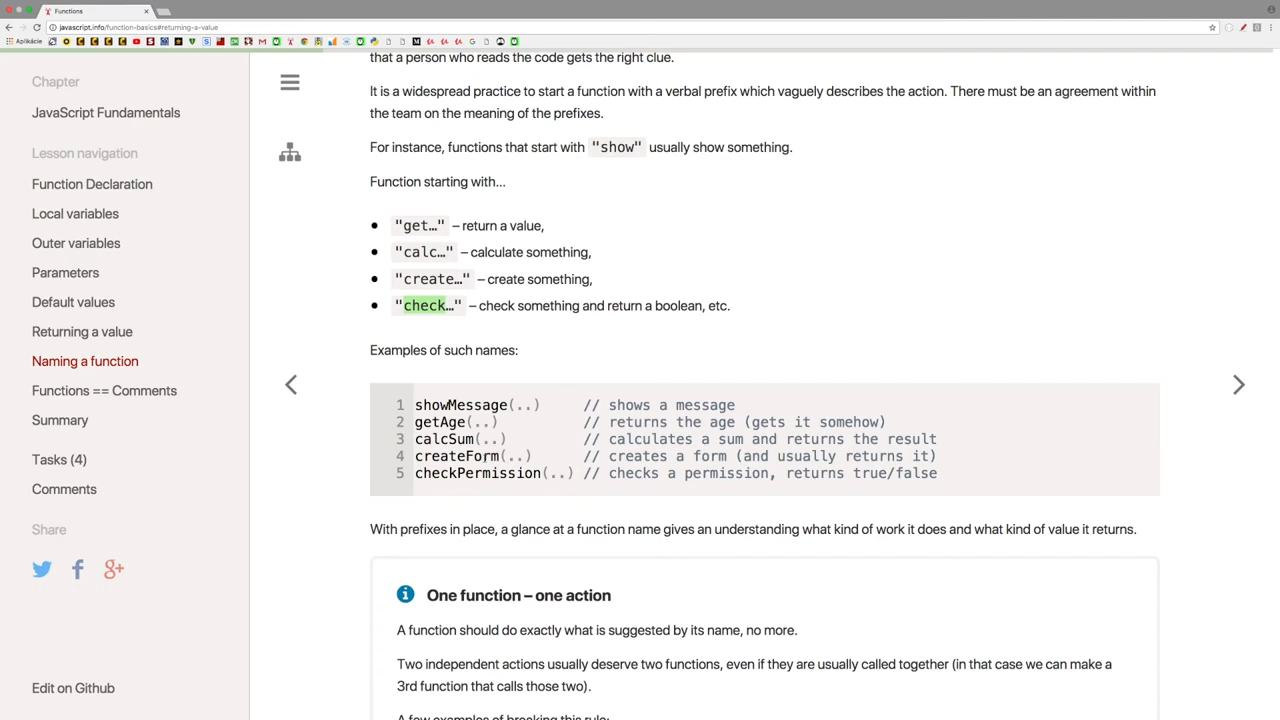 Functions
javascript.info/function-basics#returning-a-value
Aplikácie
Chapter
JavaScript Fundamentals
Lesson navigation
Function Declaration
Local variables
Outer variables
Parameters
Default values
Returning a value
Naming a function
Functions == Comments
Summary
Tasks (4)
Comments
Share
Edit on Github
that a person who reads the code gets the right clue.
It is a widespread practice to start a function with a verbal prefix which vaguely describes the action. There must be an agreement within
the team on the meaning of the prefixes.
For instance, functions that start with "show" usually show something.
Function starting with…
"get…" – return a value,
"calc…" – calculate something,
"create…" – create something,
"check…" – check something and return a boolean, etc.
Examples of such names:
1 showMessage(..) // shows a message
2 getAge(..) // returns the age (gets it somehow)
3 calcSum(..) // calculates a sum and returns the result
4 createForm(..) // creates a form (and usually returns it)
5 checkPermission(..) // checks a permission, returns true/false
With prefixes in place, a glance at a function name gives an understanding what kind of work it does and what kind of value it returns.
One function – one action
A function should do exactly what is suggested by its name, no more.
Two independent actions usually deserve two functions, even if they are usually called together (in that case we can make a
3rd function that calls those two).
A few examples of breaking this rule: